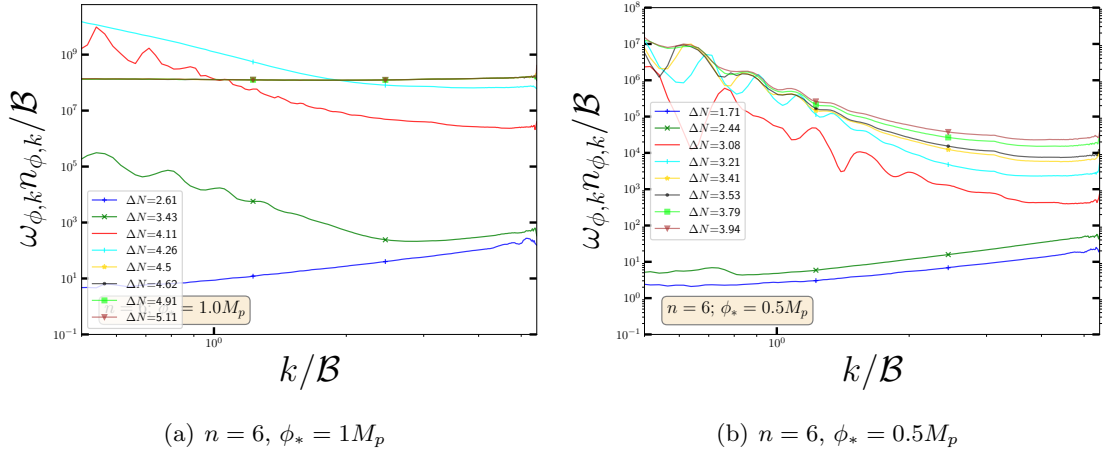 10^9
10^7
10^5
10^3
10^1
10^{-1}
ω_{ϕ,k} n_{ϕ,k}/B
ΔN=2.61
ΔN=3.43
ΔN=4.11
ΔN=4.26
ΔN=4.5
ΔN=4.62
ΔN=4.91
ΔN=5.11
= 1.0M_p
10^0
k/B
(a) n = 6, ϕ_* = 1M_p
10^8
10^7
10^6
10^5
10^4
10^3
10^2
10^1
10^0
10^{-1}
ω_{ϕ,k} n_{ϕ,k}/B
ΔN=1.71
ΔN=2.44
ΔN=3.08
ΔN=3.21
ΔN=3.41
ΔN=3.53
ΔN=3.79
ΔN=3.94
n = 6; ϕ_* = 0.5M_p
10^0
k/B
(b) n = 6, ϕ_* = 0.5M_p